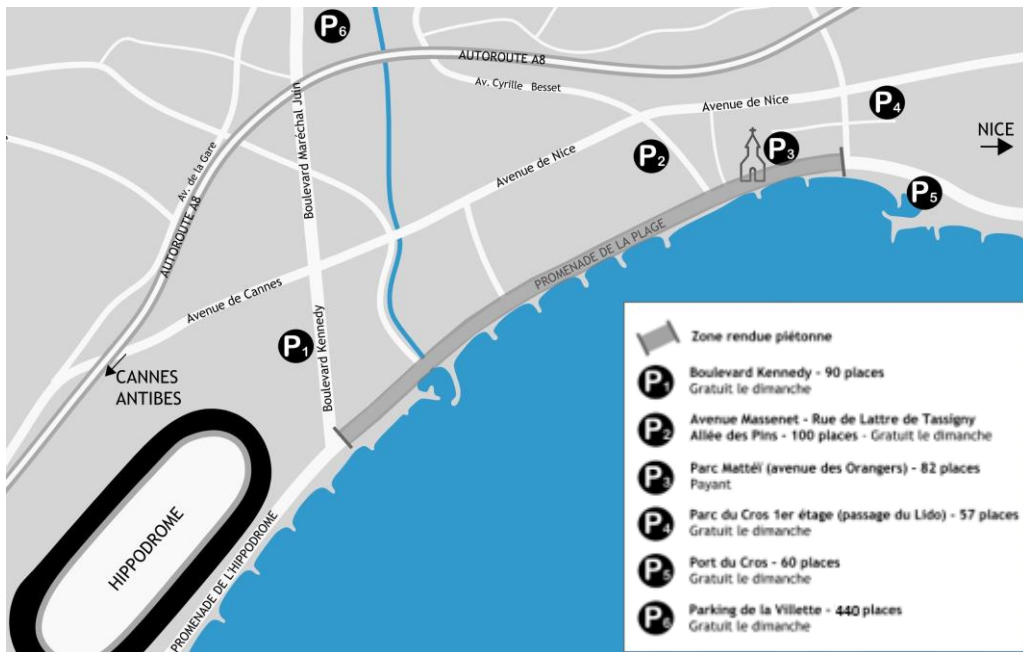 P6
AUTOROUTE A8
Av. Cyrille Besset
Avenue de Nice
P4
NICE
Boulevard Maréchal Juin
Av. de la Gare
P2
P3
Avenue de Nice
P5
AUTOROUTE A8
PROMENADE DE LA PLAGE
Avenue de Cannes
P1
Boulevard Kennedy
CANNES
ANTIBES
HIPPODROME
PROMENADE DE L'HIPPODROME
Zone rendue piétonne
P1
Boulevard Kennedy - 90 places
Gratuit le dimanche
P2
Avenue Massenet - Rue de Lattre de Tassigny
Allée des Pins - 100 places - Gratuit le dimanche
P3
Parc Mattéï (avenue des Orangers) - 82 places
Payant
P4
Parc du Cros 1er étage (passage du Lido) - 57 places
Gratuit le dimanche
P5
Port du Cros - 60 places
Gratuit le dimanche
P6
Parking de la Villette - 440 places
Gratuit le dimanche